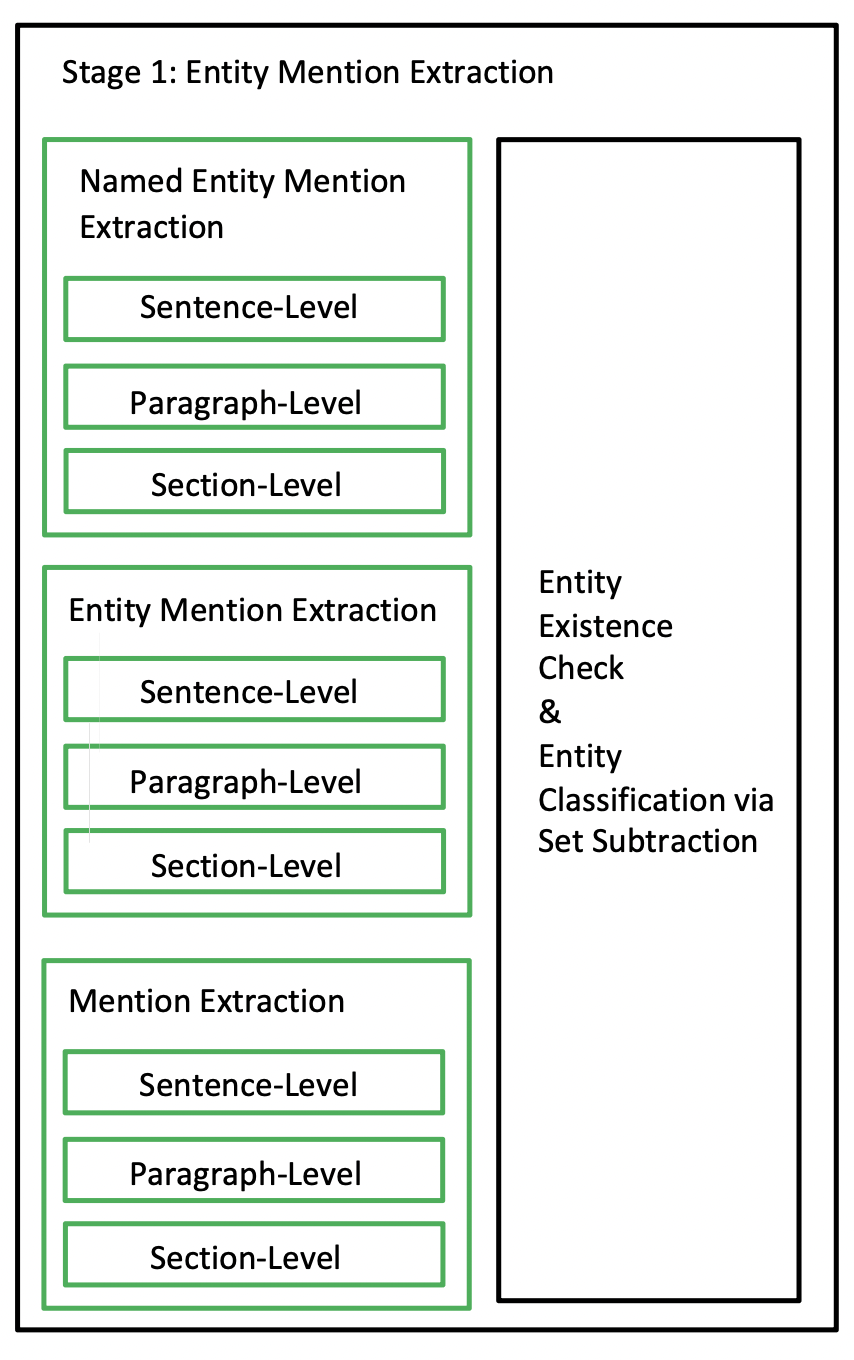 Stage 1: Entity Mention Extraction
Named Entity Mention
Extraction
Sentence-Level
Paragraph-Level
Section-Level
Entity Mention Extraction
Sentence-Level
Paragraph-Level
Section-Level
Mention Extraction
Sentence-Level
Paragraph-Level
Section-Level
Entity
Existence
Check
&
Entity
Classification via
Set Subtraction